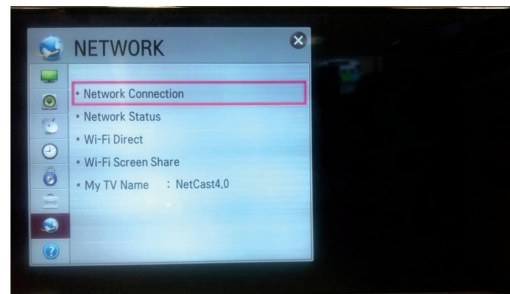 NETWORK
• Network Connection
• Network Status
• Wi-Fi Direct
• Wi-Fi Screen Share
• My TV Name : NetCast4.0